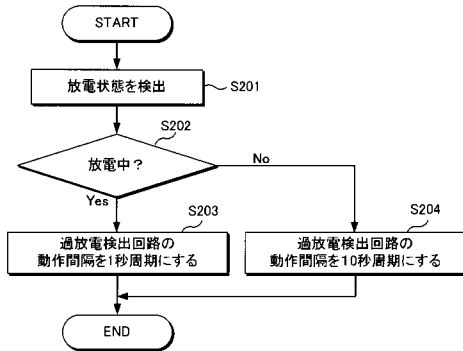 START
放電状態を検出
S201
S202
放電中？
No
Yes
S203
S204
過放電検出回路の
動作間隔を1秒周期にする
過放電検出回路の
動作間隔を10秒周期にする
END